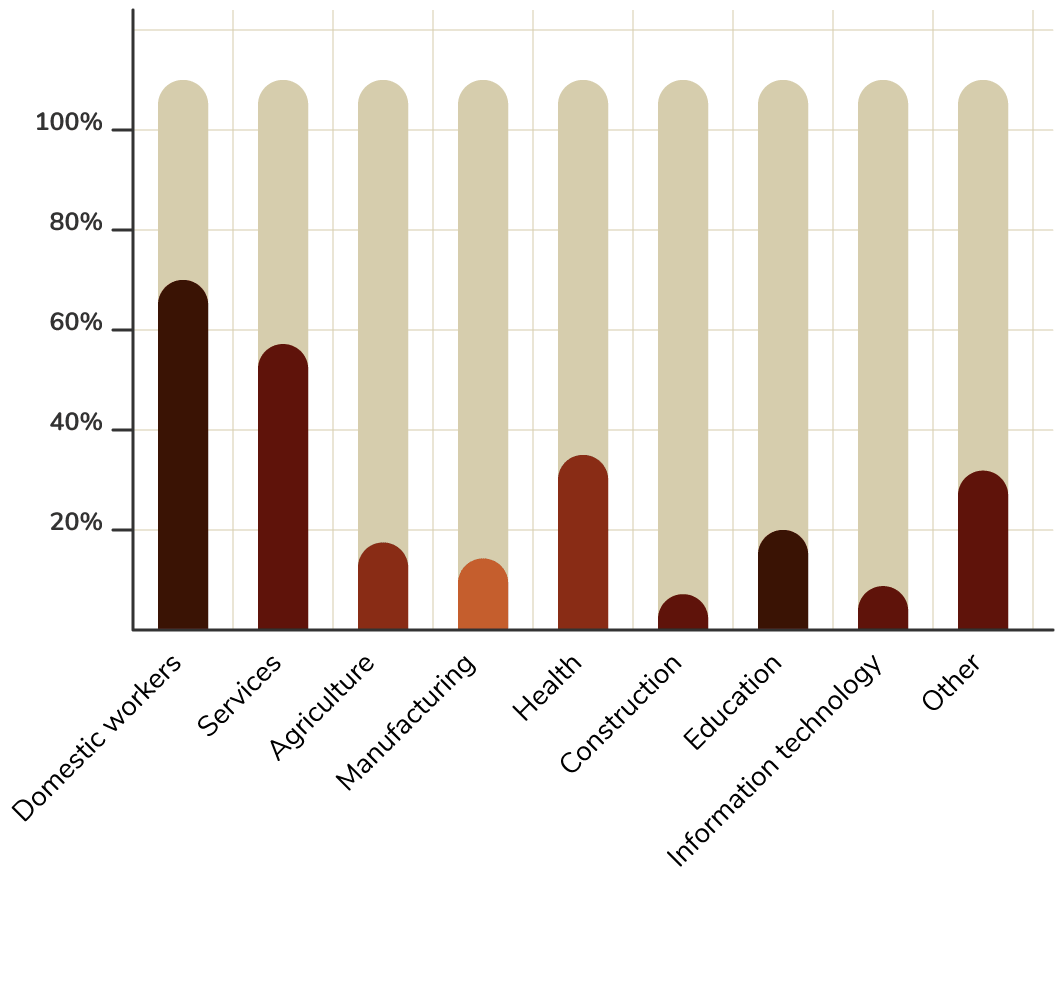 100%
80%
60%
40%
20%
Domestic workers
Services
Agriculture
Manufacturing
Health
Construction
Education
Information technology
Other